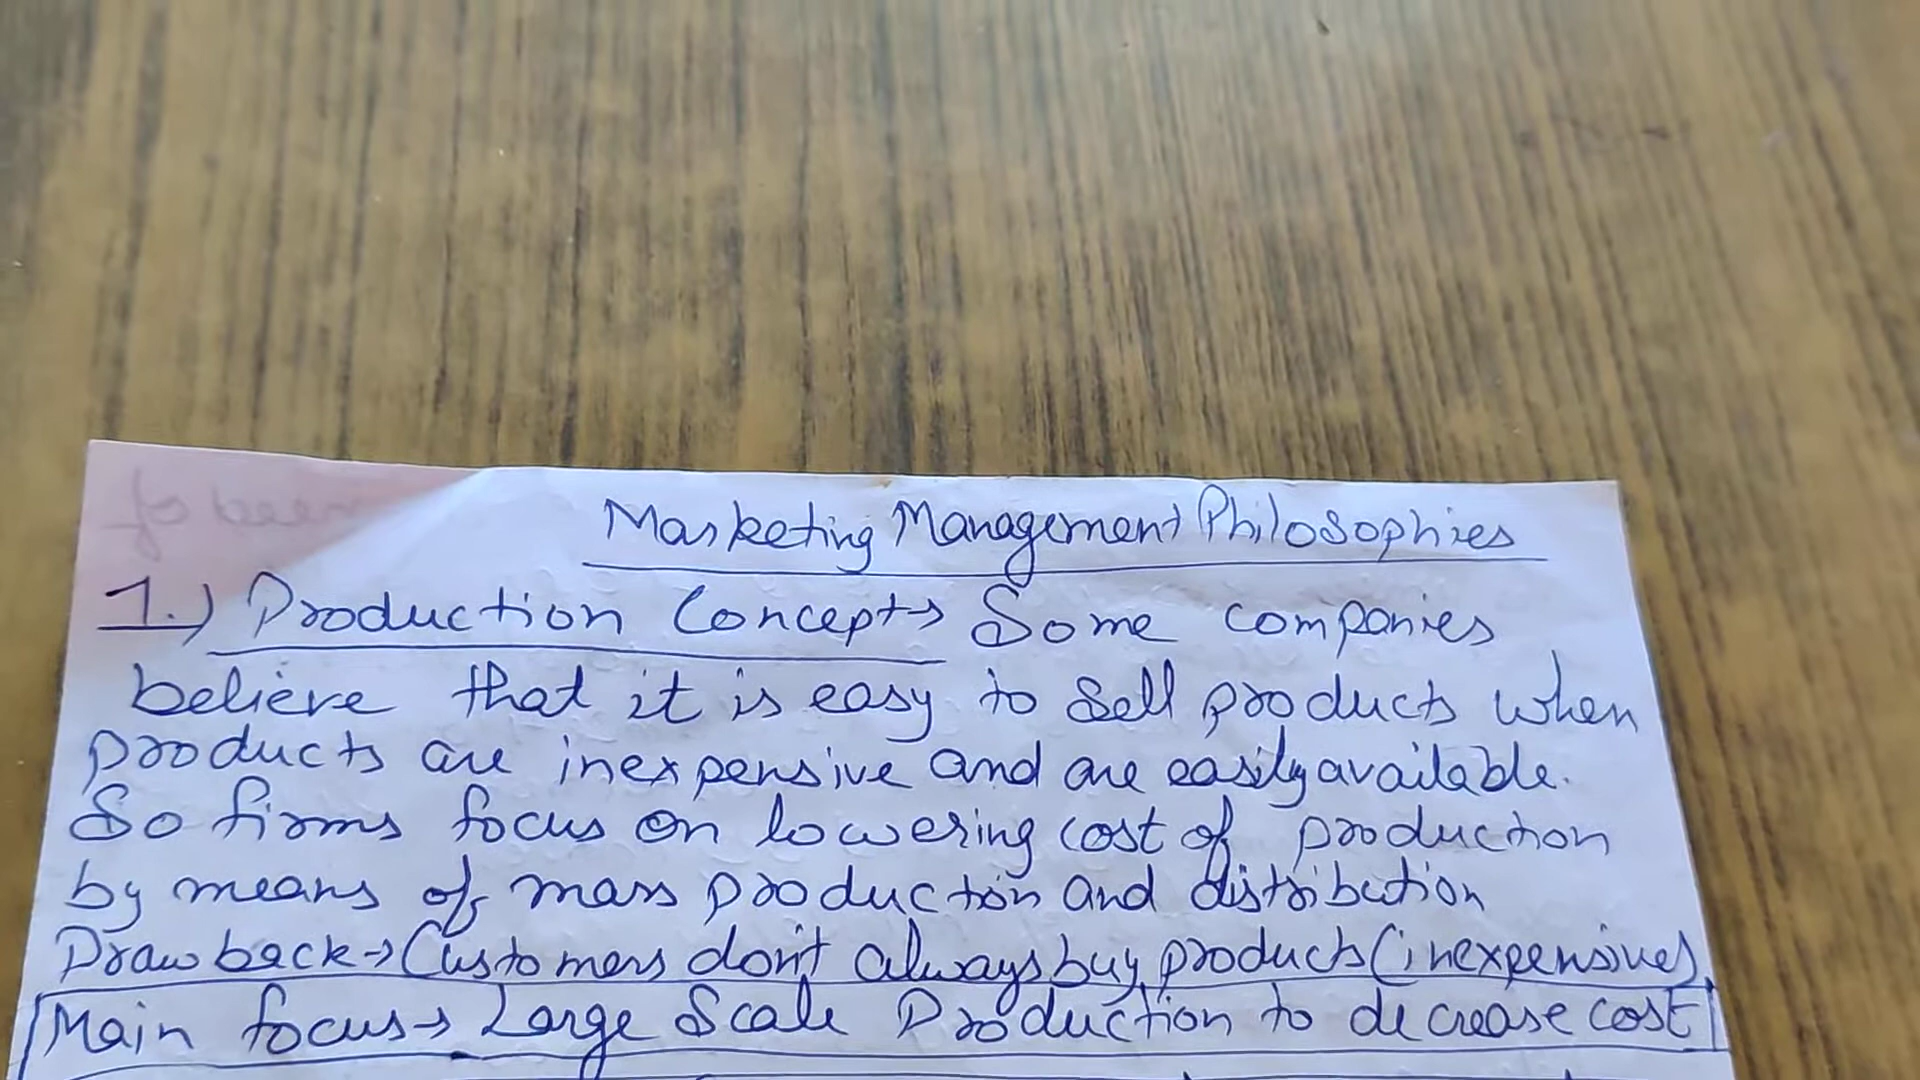 Marketing Management Philosophies
1.) Production Concept→ Some companies
believe that it is easy to sell products when
products are inexpensive and are easily available.
So firms focus on lowering cost of production
by means of mass production and distribution
Drawback→Customers don't always buy products (inexpensive)
Main focus→ Large Scale Production to decrease cost